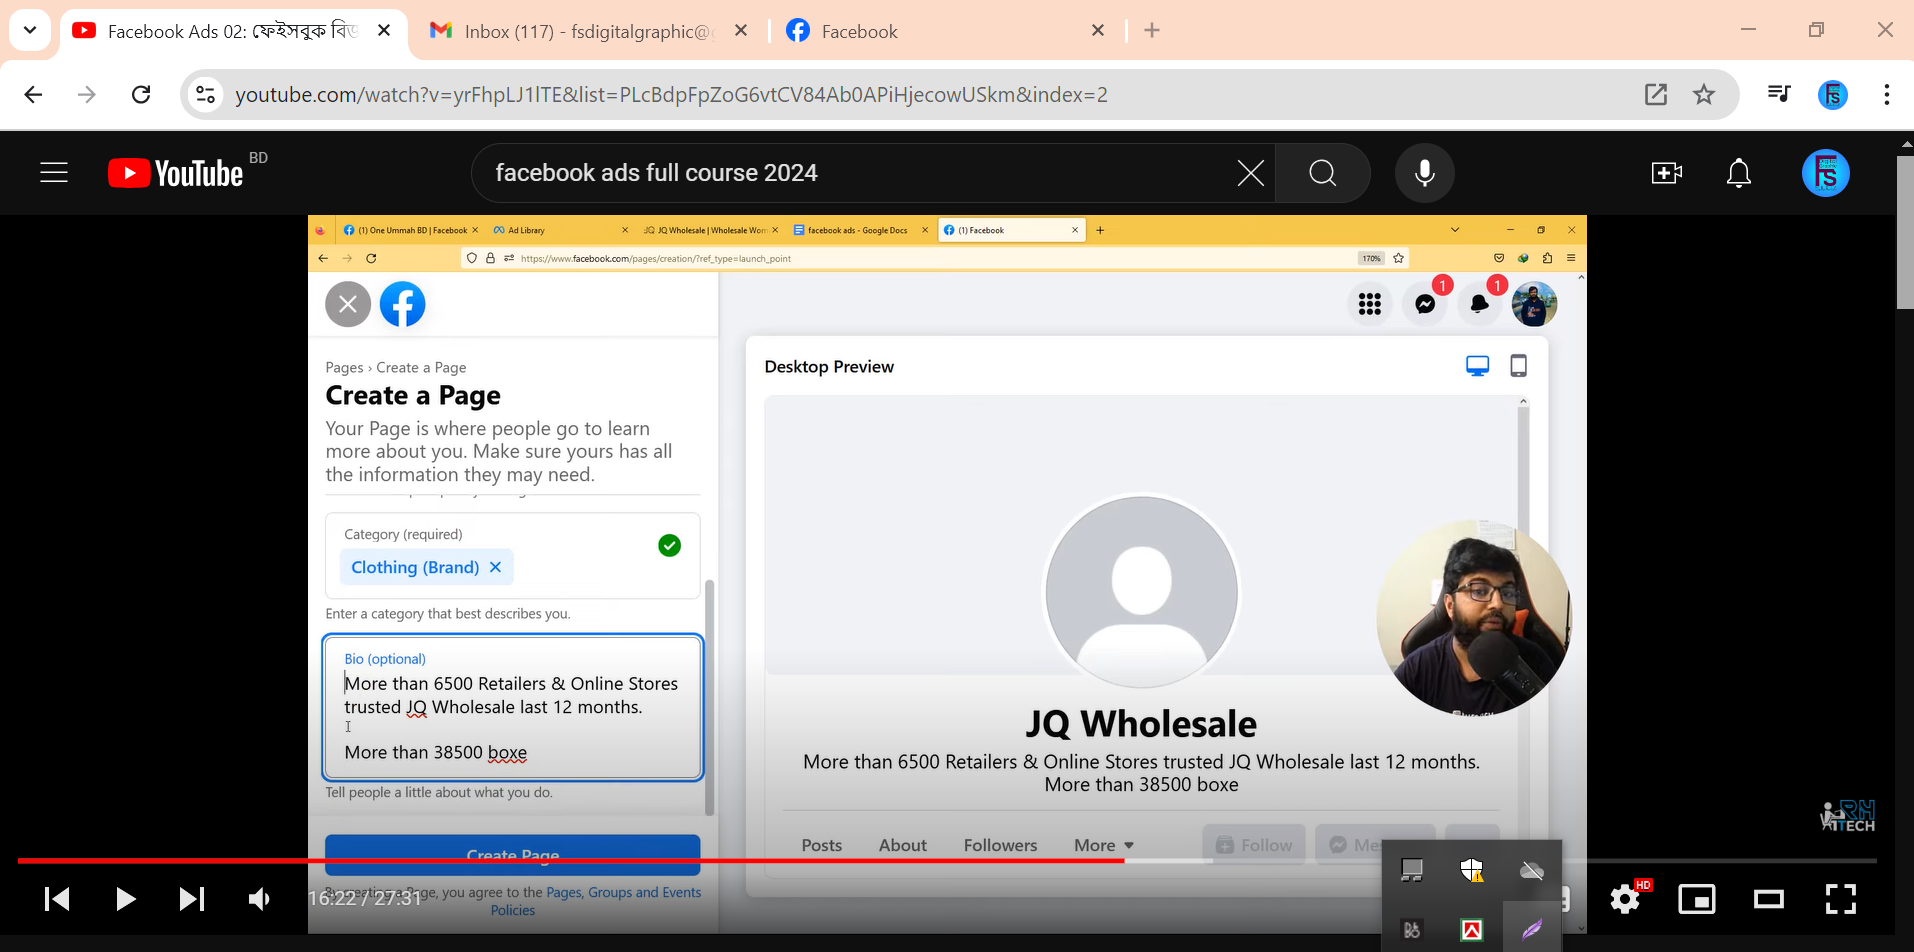 Facebook Ads 02: ফেইসবুক বিজ
Inbox (117) - fsdigitalgraphic@g
Facebook
youtube.com/watch?v=yrFhpLJ1lTE&list=PLcBdpFpZoG6vtCV84Ab0APiHjecowUSkm&index=2
YouTube BD
facebook ads full course 2024
Fs
(1) One Ummah BD | Facebook
Ad Library
JQ JQ Wholesale | Wholesale Wom
facebook ads - Google Docs
(1) Facebook
https://www.facebook.com/pages/creation/?ref_type=launch_point
170%
1
1
Pages › Create a Page
Create a Page
Your Page is where people go to learn
more about you. Make sure yours has all
the information they may need.
Category (required)
Clothing (Brand)
Enter a category that best describes you.
Bio (optional)
More than 6500 Retailers & Online Stores
trusted JQ Wholesale last 12 months.
More than 38500 boxe
Tell people a little about what you do.
Create Page
By creating a Page, you agree to the Pages, Groups and Events
Policies
Desktop Preview
JQ Wholesale
More than 6500 Retailers & Online Stores trusted JQ Wholesale last 12 months.
More than 38500 boxe
Posts
About
Followers
More
Follow
Mes
RH
ITECH
16:22 / 27:31
HD